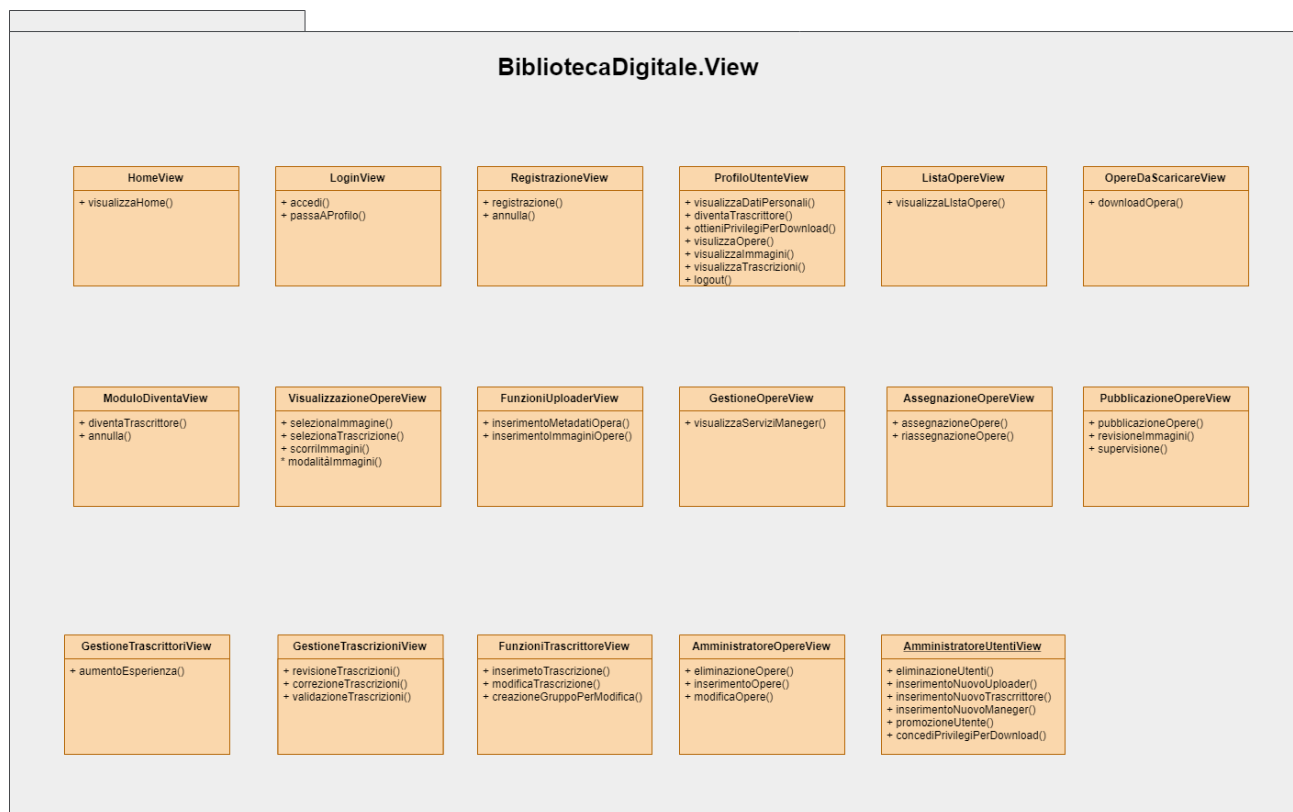 BibliotecaDigitale.View
HomeView
+ visualizzaHome()
LoginView
+ accedi()
+ passaAProfilo()
RegistrazioneView
+ registrazione()
+ annulla()
ProfiloUtenteView
+ visualizzaDatiPersonali()
+ diventaTrascrittore()
+ ottieniPrivilegiPerDownload()
+ visulizzaOpere()
+ visualizzaImmagini()
+ visualizzaTrascrizioni()
+ logout()
ListaOpereView
+ visualizzaLIstaOpere()
OpereDaScaricareView
+ downloadOpera()
ModuloDiventaView
+ diventaTrascrittore()
+ annulla()
VisualizzazioneOpereView
+ selezionaImmagine()
+ selezionaTrascrizione()
+ scorriImmagini()
* modalitàImmagini()
FunzioniUploaderView
+ inserimentoMetadatiOpera()
+ inserimentoImmaginiOpere()
GestioneOpereView
+ visualizzaServiziManeger()
AssegnazioneOpereView
+ assegnazioneOpere()
+ riassegnazioneOpere()
PubblicazioneOpereView
+ pubblicazioneOpere()
+ revisioneImmagini()
+ supervisione()
GestioneTrascrittoriView
+ aumentoEsperienza()
GestioneTrascrizioniView
+ revisioneTrascrizioni()
+ correzioneTrascrizioni()
+ validazioneTrascrizioni()
FunzioniTrascrittoreView
+ inserimetoTrascrizione()
+ modificaTrascrizione()
+ creazioneGruppoPerModifica()
AmministratoreOpereView
+ eliminazioneOpere()
+ inserimentoOpere()
+ modificaOpere()
AmministratoreUtentiView
+ eliminazioneUtenti()
+ inserimentoNuovoUploader()
+ inserimentoNuovoTrascrrittore()
+ inserimentoNuovoManeger()
+ promozioneUtente()
+ concediPrivilegiPerDownload()